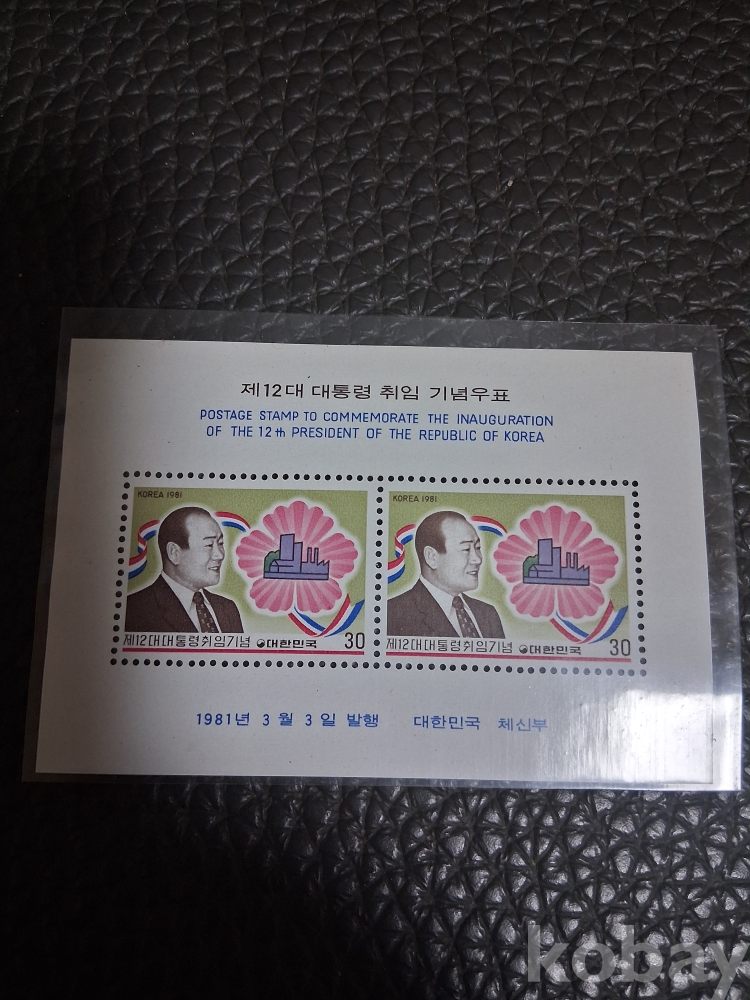 제12대 대통령 취임 기념우표
POSTAGE STAMP TO COMMEMORATE THE INAUGURATION
OF THE 12th PRESIDENT OF THE REPUBLIC OF KOREA
KOREA 1981
제12대대통령취임기념 대한민국 30
KOREA 1981
제12대대통령취임기념 대한민국 30
1981년 3월 3일 발행 대한민국 체신부
kobay